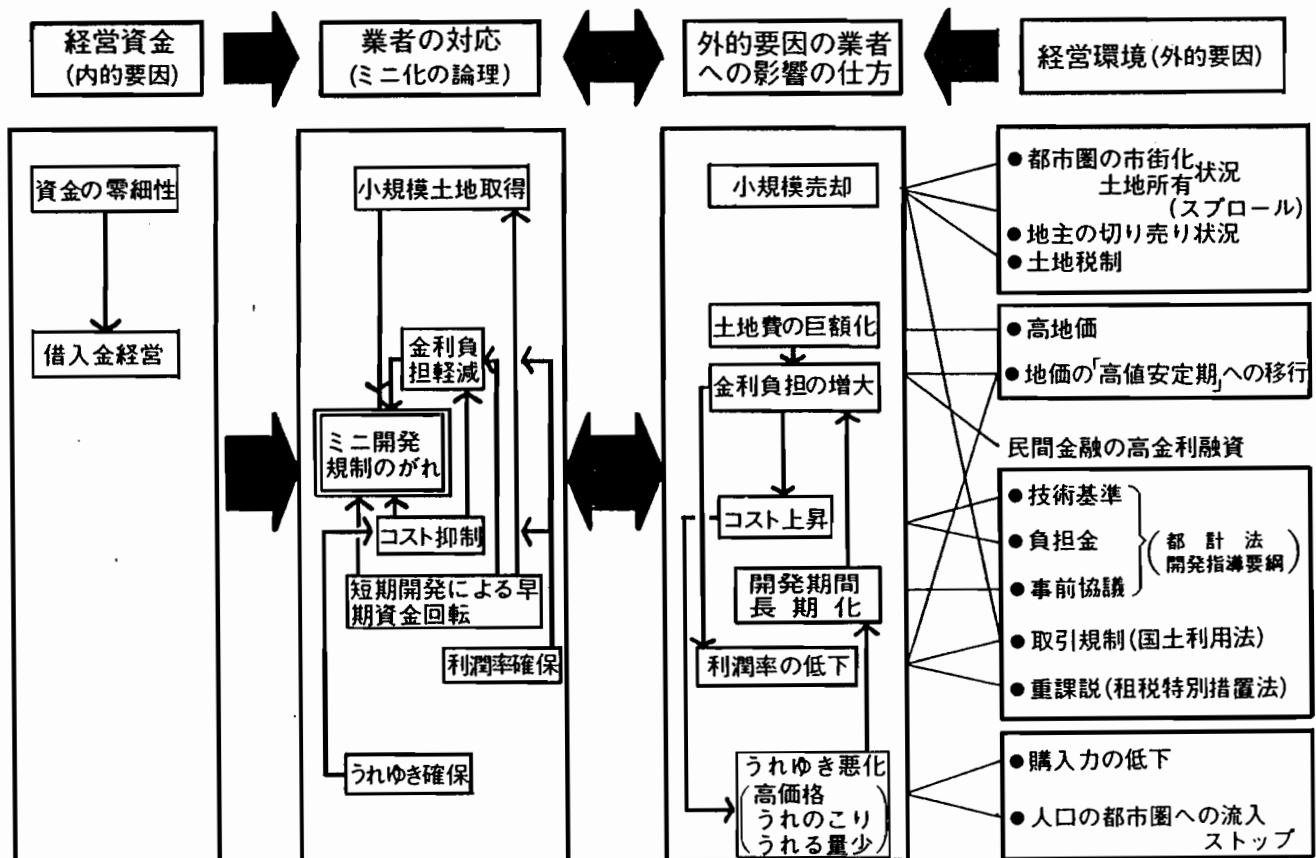 経営資金
(内的要因)
業者の対応
(ミニ化の論理)
外的要因の業者
への影響の仕方
経営環境(外的要因)
資金の零細性
借入金経営
小規模土地取得
金利負
担軽減
ミニ開発
規制のがれ
コスト抑制
短期開発による早
期資金回転
利潤率確保
うれゆき確保
小規模売却
土地費の巨額化
金利負担の増大
コスト上昇
開発期間
長期化
利潤率の低下
うれゆき悪化
(高価格
うれのこり
うれる量少)
●都市圏の市街化
土地所有
状況
(スプロール)
●地主の切り売り状況
●土地税制
●高地価
●地価の「高値安定期」への移行
民間金融の高金利融資
●技術基準
●負担金
●事前協議
(都計法
開発指導要綱)
●取引規制(国土利用法)
●重課説(租税特別措置法)
●購入力の低下
●人口の都市圏への流入
ストップ